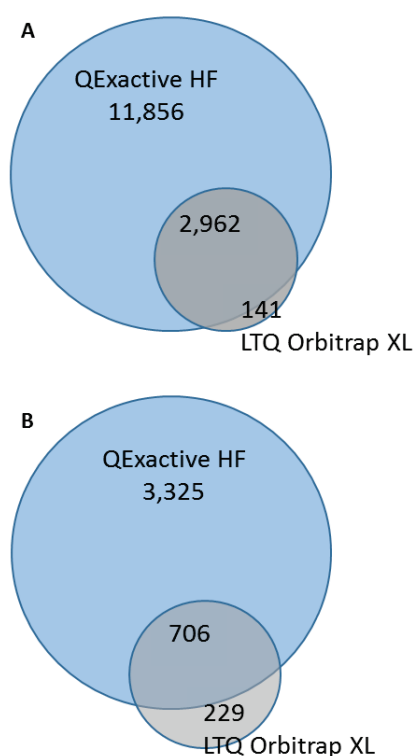 A
QExactive HF
11,856
2,962
141
LTQ Orbitrap XL
B
QExactive HF
3,325
706
229
LTQ Orbitrap XL